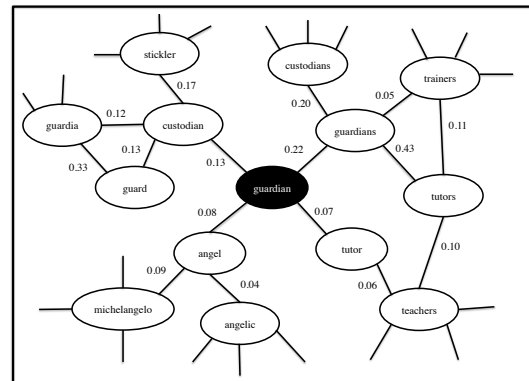 stickler
custodians
trainers
0.17
0.20
0.05
guardia
0.12
custodian
guardians
0.11
0.33
0.13
0.13
0.22
0.43
guard
guardian
tutors
0.08
0.07
angel
tutor
0.10
0.09
0.04
0.06
michelangelo
angelic
teachers